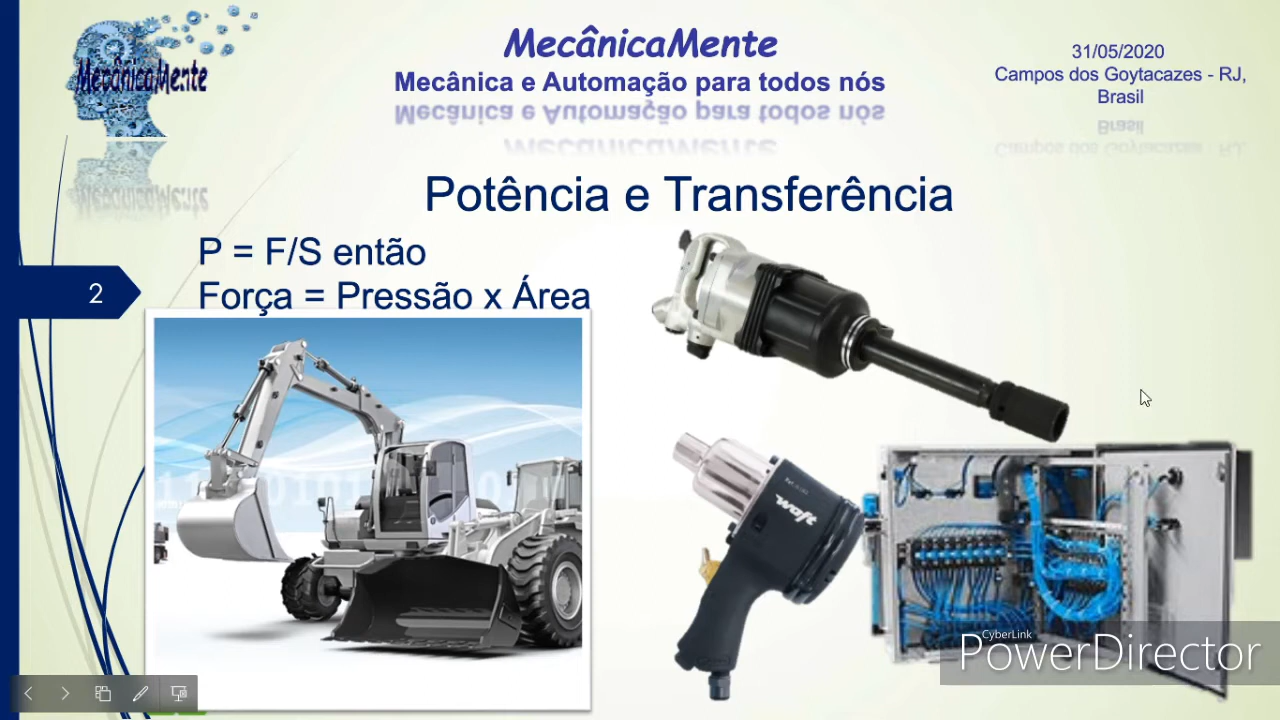 MecânicaMente
MecânicaMente
Mecânica e Automação para todos nós
31/05/2020
Campos dos Goytacazes - RJ,
Brasil
Potência e Transferência
P = F/S então
Força = Pressão x Área
2
waft
CyberLink
PowerDirector